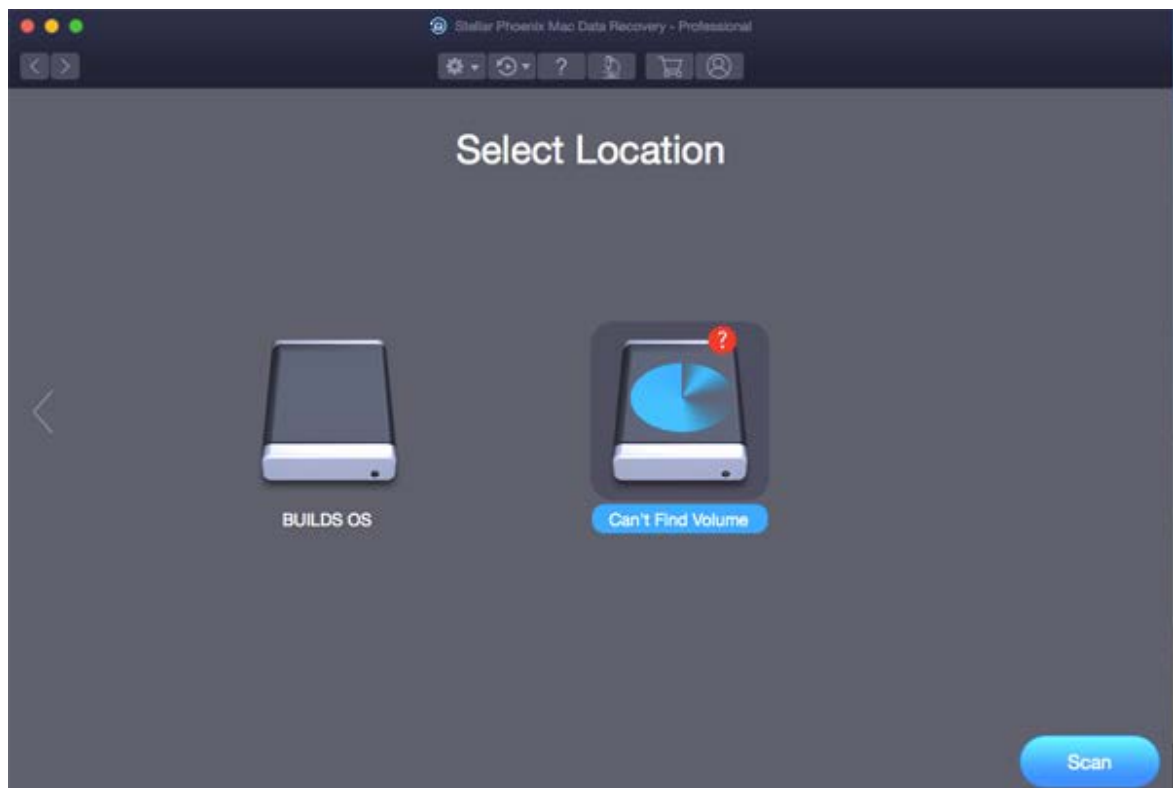 Stellar Phoenix Mac Data Recovery - Professional
?
Select Location
?
BUILDS OS
Can't Find Volume
Scan